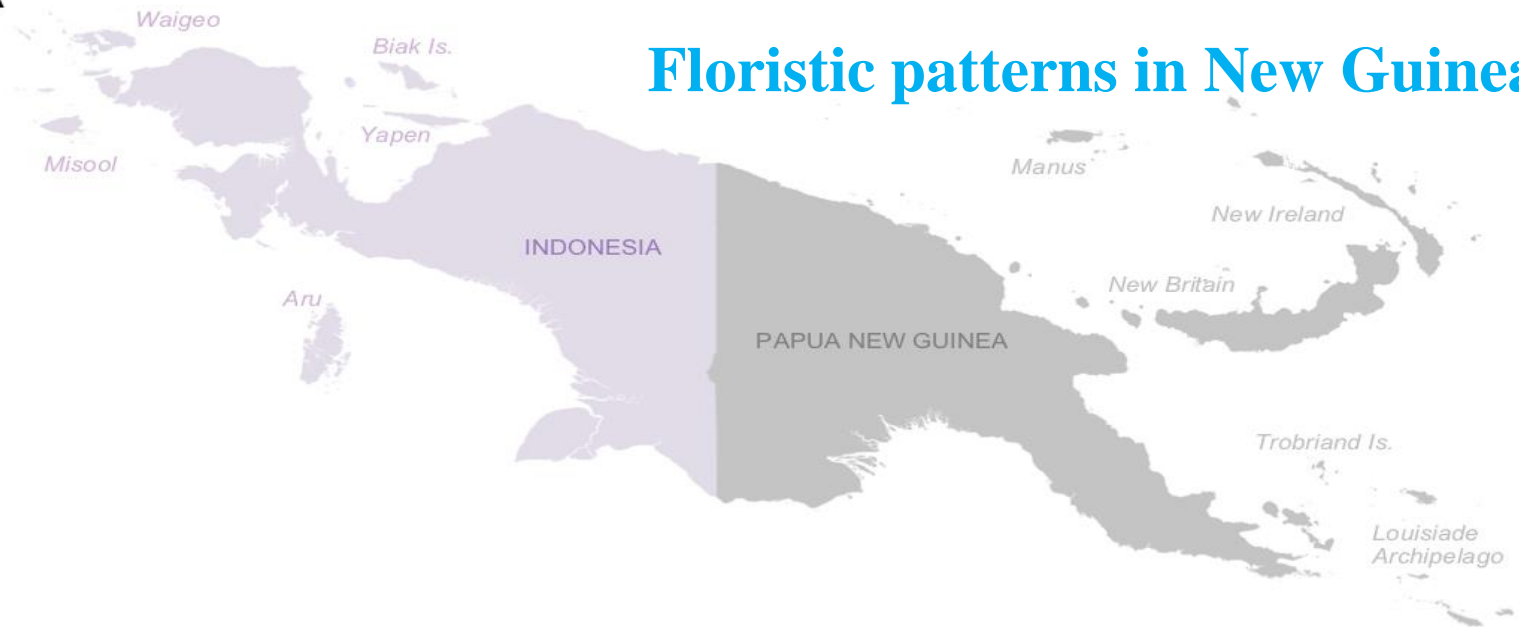 Waigeo
Biak Is.
Floristic patterns in New Guinea
Yapen
Misool
Manus
New Ireland
INDONESIA
New Britain
Aru
PAPUA NEW GUINEA
Trobriand Is.
Louisiade
Archipelago